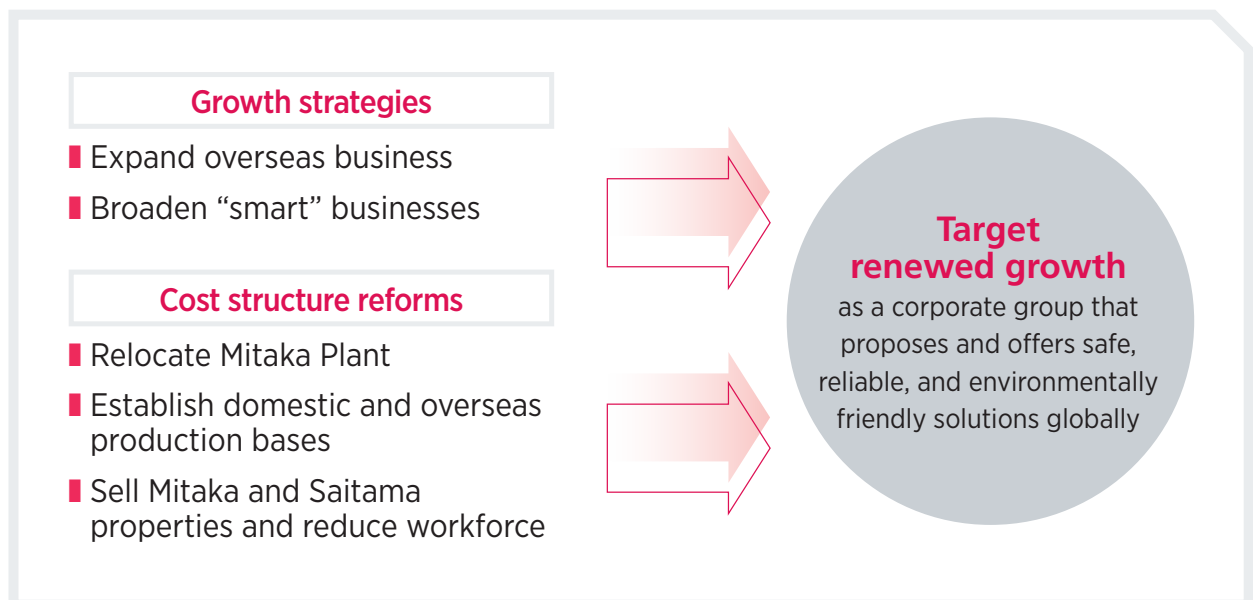 Growth strategies
Expand overseas business
Broaden “smart” businesses
Cost structure reforms
Relocate Mitaka Plant
Establish domestic and overseas
production bases
Sell Mitaka and Saitama
properties and reduce workforce
Target
renewed growth
as a corporate group that
proposes and offers safe,
reliable, and environmentally
friendly solutions globally